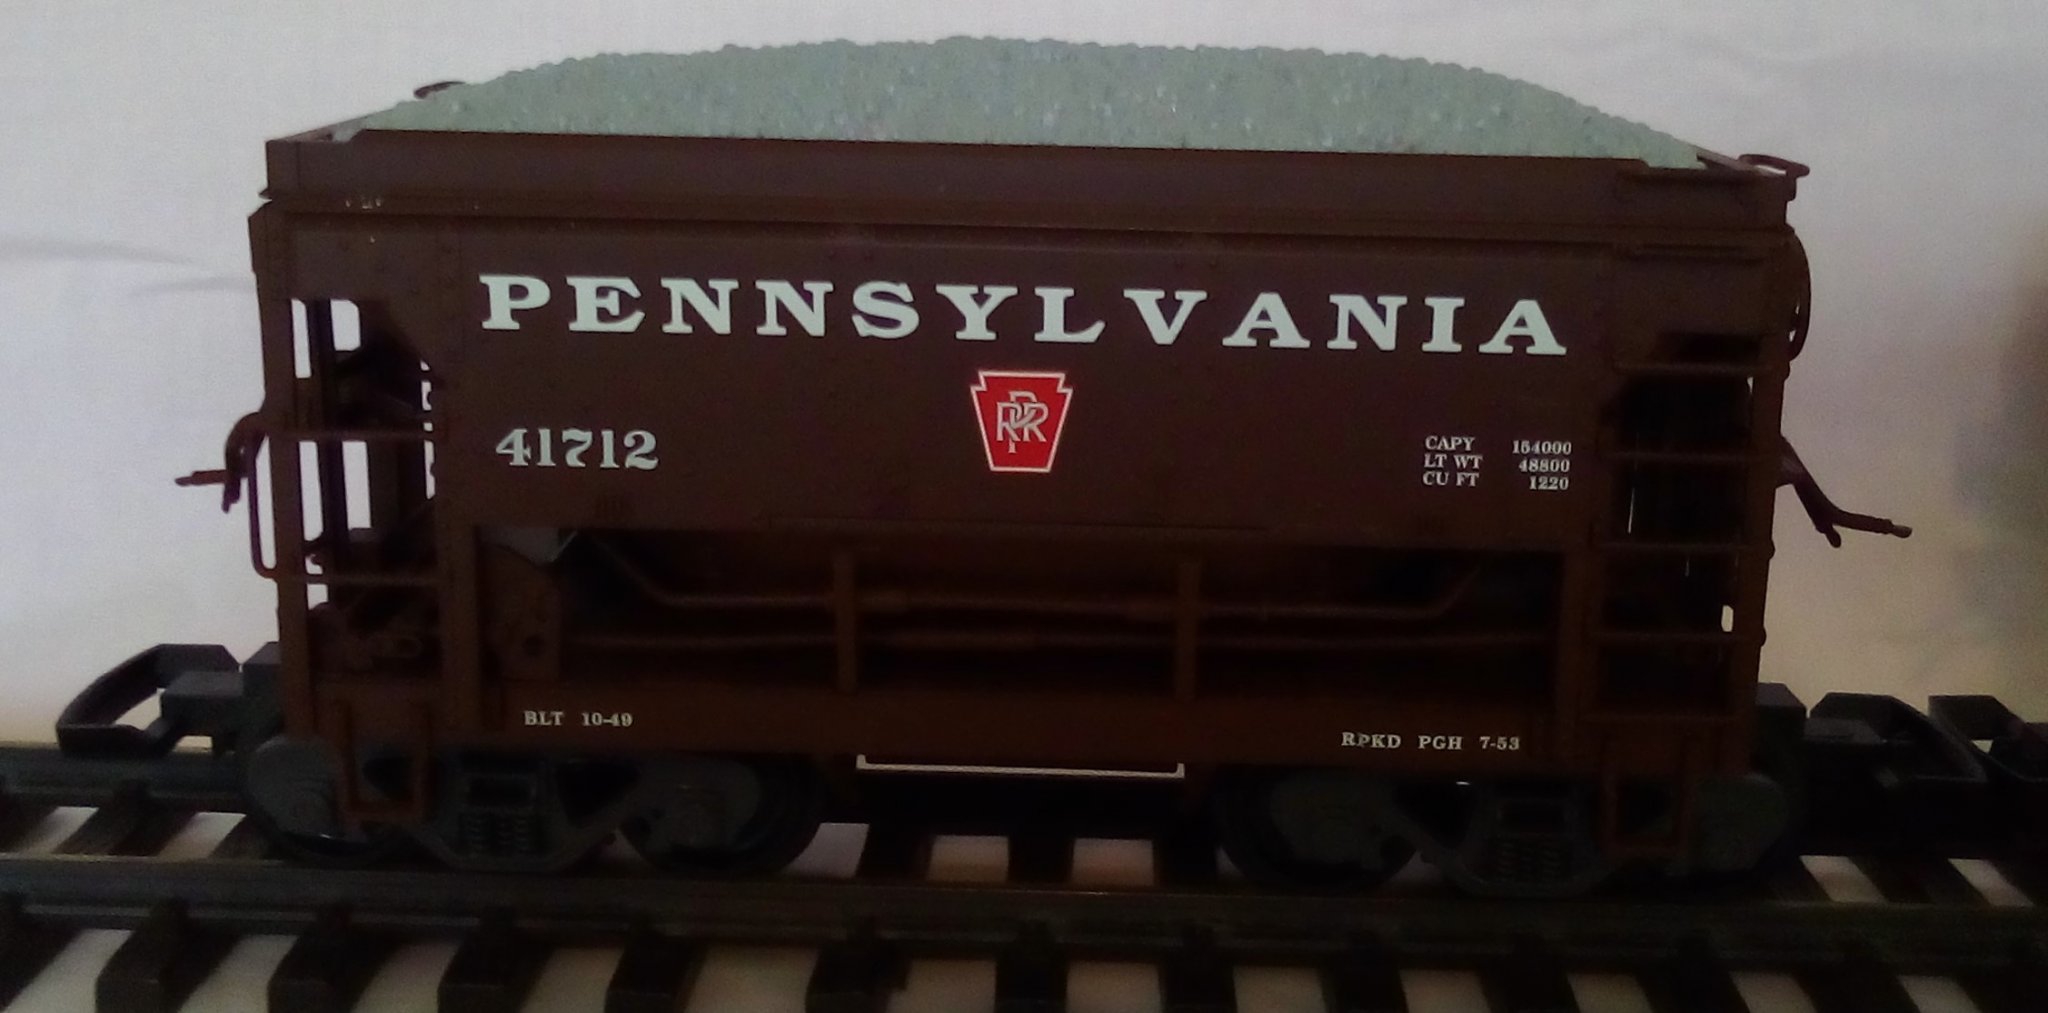 PENNSYLVANIA
PRR
41712
CAPY 154000
LT WT 48800
CU FT 1220
BLT 10-49
RPKD PGH 7-53